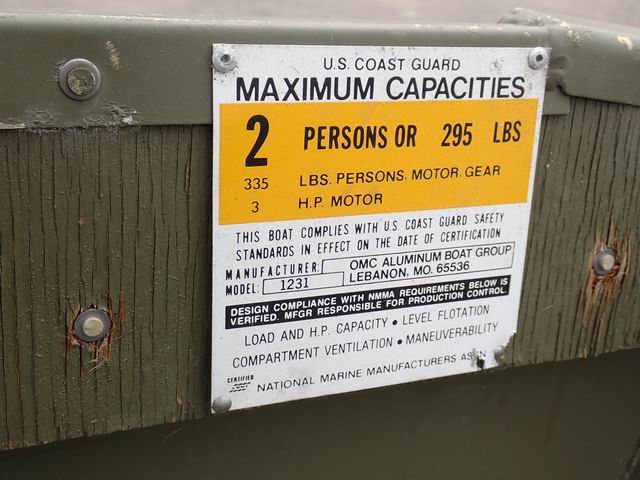 U.S. COAST GUARD
MAXIMUM CAPACITIES
2 PERSONS OR 295 LBS
335 LBS. PERSONS, MOTOR, GEAR
3 H.P. MOTOR
THIS BOAT COMPLIES WITH U.S. COAST GUARD SAFETY
STANDARDS IN EFFECT ON THE DATE OF CERTIFICATION
MANUFACTURER: OMC ALUMINUM BOAT GROUP
MODEL: 1231 LEBANON, MO. 65536
DESIGN COMPLIANCE WITH NMMA REQUIREMENTS BELOW IS
VERIFIED. MFGR RESPONSIBLE FOR PRODUCTION CONTROL.
LOAD AND H.P. CAPACITY • LEVEL FLOTATION
COMPARTMENT VENTILATION • MANEUVERABILITY
CERTIFIED
NATIONAL MARINE MANUFACTURERS ASSN